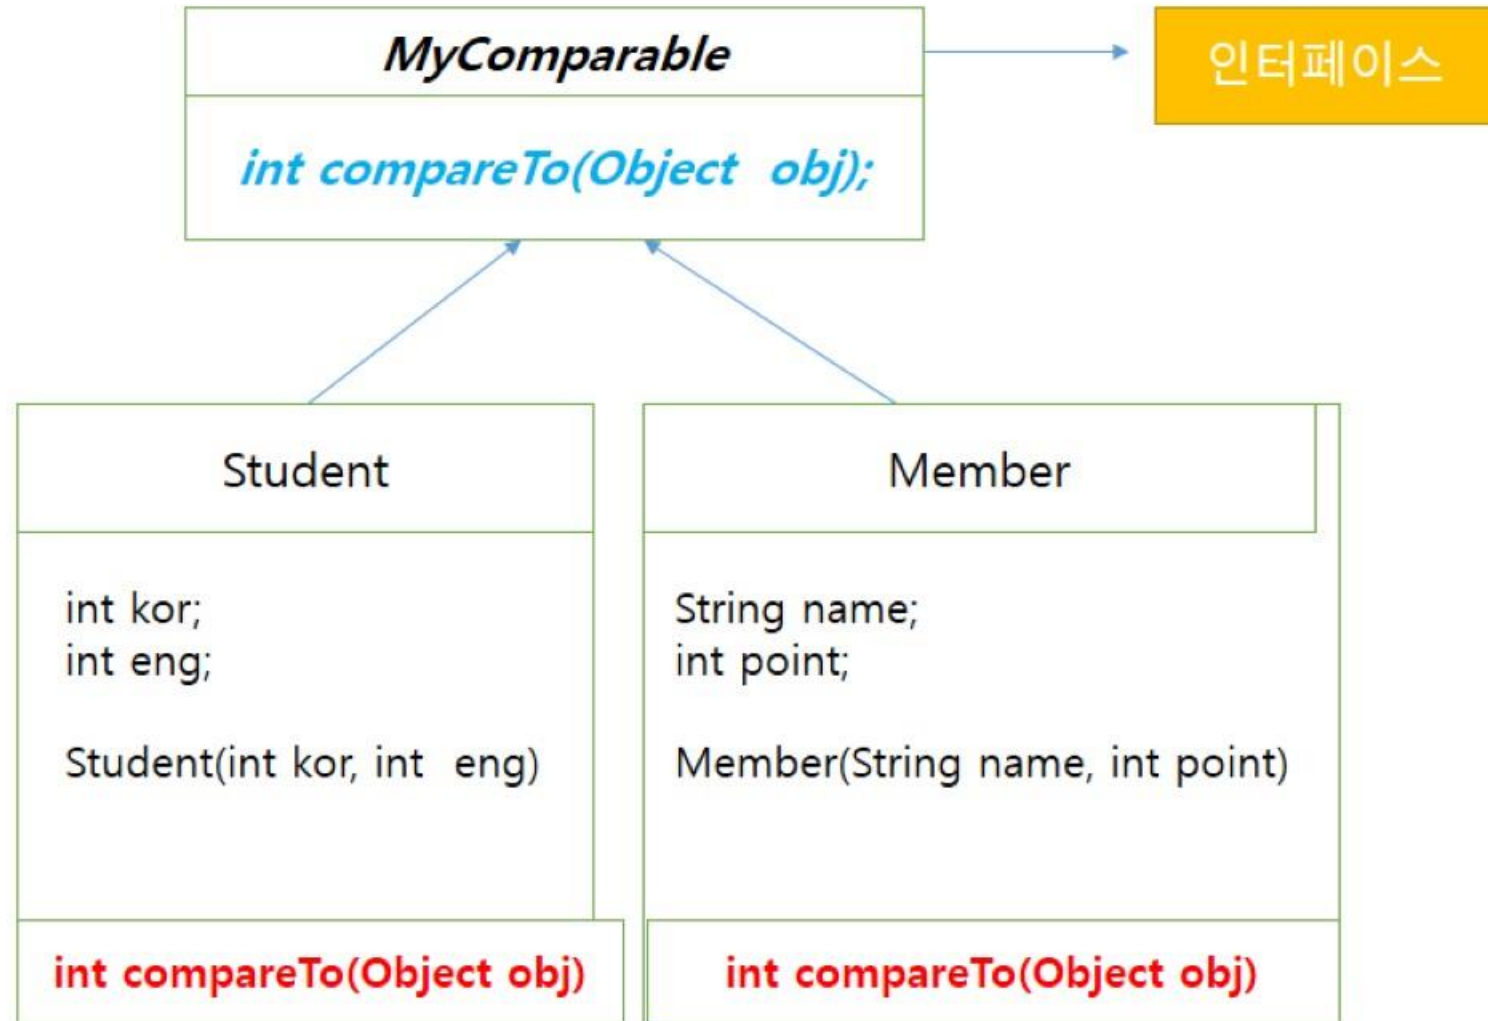 MyComparable
인터페이스
int compareTo(Object obj);
Student
int kor;
int eng;
Student(int kor, int eng)
int compareTo(Object obj)
Member
String name;
int point;
Member(String name, int point)
int compareTo(Object obj)